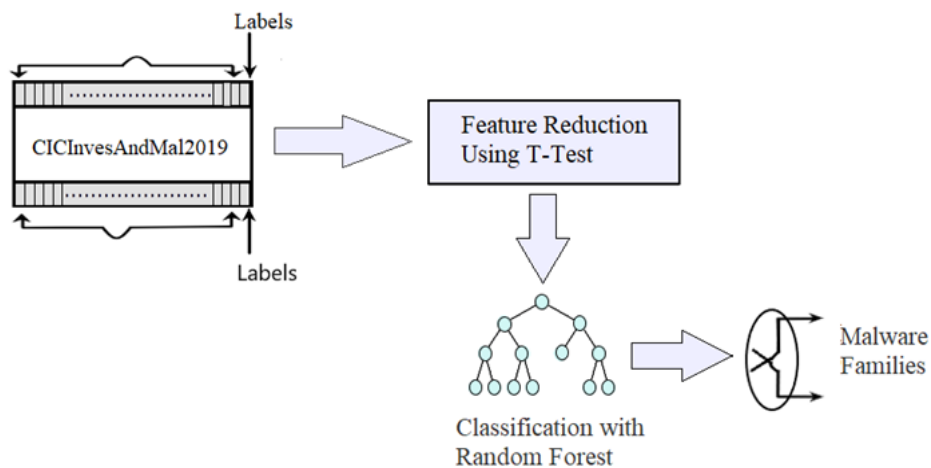 Labels
CICInvesAndMal2019
Labels
Feature Reduction
Using T-Test
Classification with
Random Forest
Malware
Families